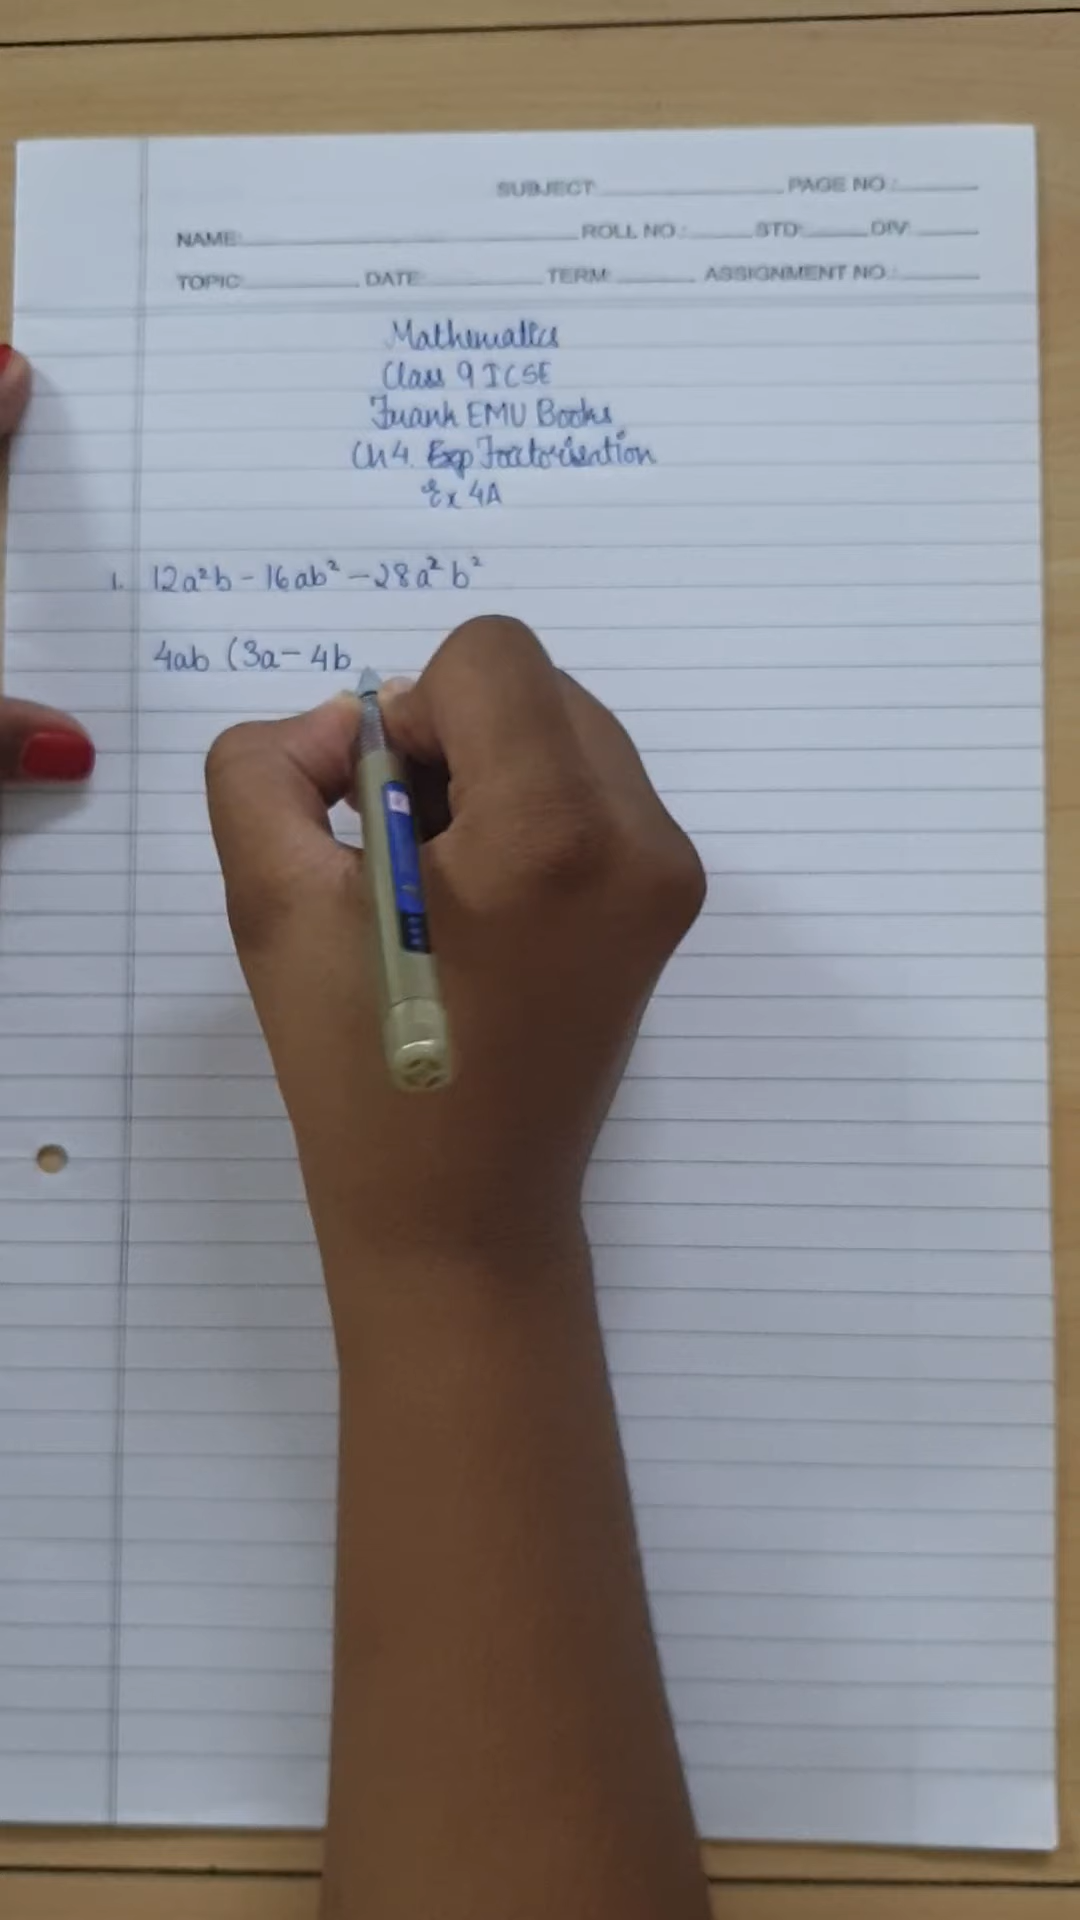 SUBJECT: PAGE NO.:
NAME: ROLL NO.: STD: DIV:
TOPIC: DATE: TERM: ASSIGNMENT NO.:
Mathematics
Class 9 ICSE
Frank EMU Books
Ch 4. Exp Factorisation
Ex 4A
1. 12a²b - 16ab² - 28a²b²
4ab (3a - 4b